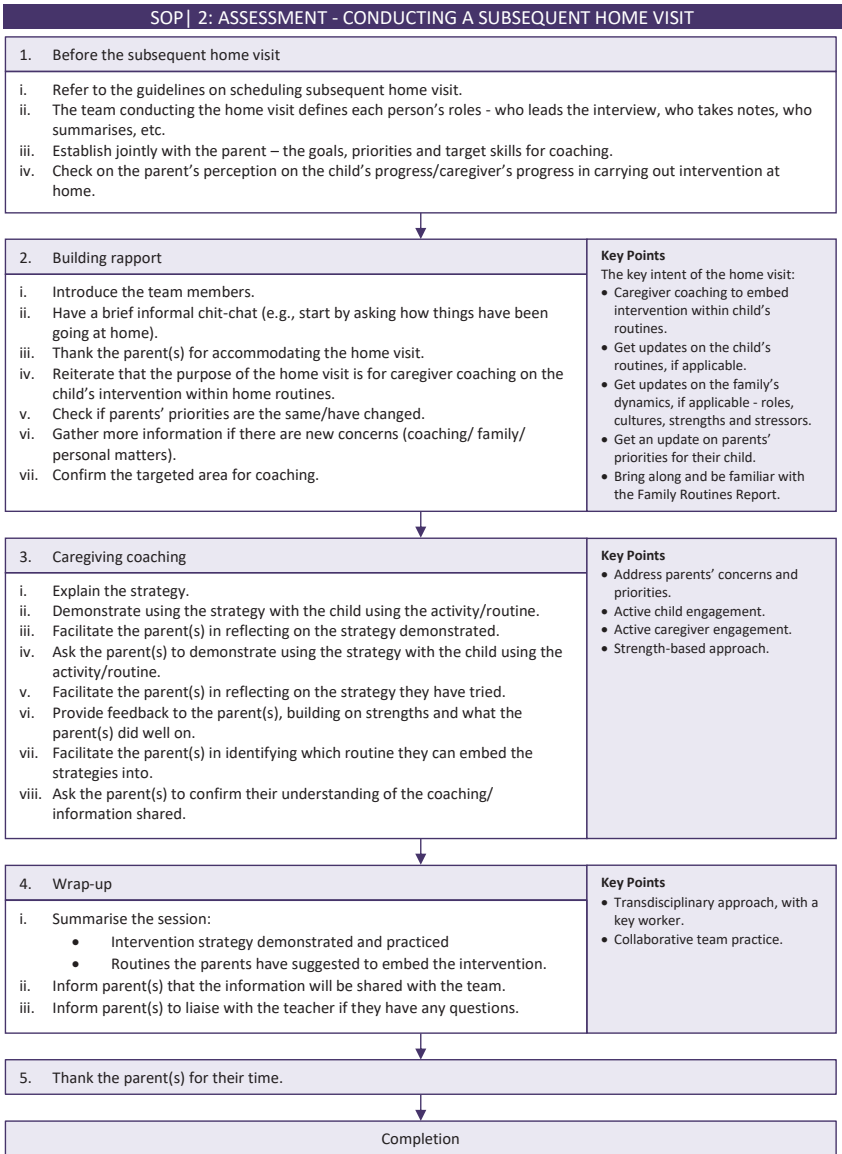 SOP| 2: ASSESSMENT - CONDUCTING A SUBSEQUENT HOME VISIT
1. Before the subsequent home visit
i. Refer to the guidelines on scheduling subsequent home visit.
ii. The team conducting the home visit defines each person's roles - who leads the interview, who takes notes, who
summarises, etc.
iii. Establish jointly with the parent – the goals, priorities and target skills for coaching.
iv. Check on the parent's perception on the child's progress/caregiver's progress in carrying out intervention at
home.
2. Building rapport
i. Introduce the team members.
ii. Have a brief informal chit-chat (e.g., start by asking how things have been
going at home).
iii. Thank the parent(s) for accommodating the home visit.
iv. Reiterate that the purpose of the home visit is for caregiver coaching on the
child's intervention within home routines.
v. Check if parents' priorities are the same/have changed.
vi. Gather more information if there are new concerns (coaching/ family/
personal matters).
vii. Confirm the targeted area for coaching.
Key Points
The key intent of the home visit:
• Caregiver coaching to embed
intervention within child's
routines.
• Get updates on the child's
routines, if applicable.
• Get updates on the family's
dynamics, if applicable - roles,
cultures, strengths and stressors.
• Get an update on parents'
priorities for their child.
• Bring along and be familiar with
the Family Routines Report.
3. Caregiving coaching
i. Explain the strategy.
ii. Demonstrate using the strategy with the child using the activity/routine.
iii. Facilitate the parent(s) in reflecting on the strategy demonstrated.
iv. Ask the parent(s) to demonstrate using the strategy with the child using the
activity/routine.
v. Facilitate the parent(s) in reflecting on the strategy they have tried.
vi. Provide feedback to the parent(s), building on strengths and what the
parent(s) did well on.
vii. Facilitate the parent(s) in identifying which routine they can embed the
strategies into.
viii. Ask the parent(s) to confirm their understanding of the coaching/
information shared.
Key Points
• Address parents' concerns and
priorities.
• Active child engagement.
• Active caregiver engagement.
• Strength-based approach.
4. Wrap-up
i. Summarise the session:
• Intervention strategy demonstrated and practiced
• Routines the parents have suggested to embed the intervention.
ii. Inform parent(s) that the information will be shared with the team.
iii. Inform parent(s) to liaise with the teacher if they have any questions.
Key Points
• Transdisciplinary approach, with a
key worker.
• Collaborative team practice.
5. Thank the parent(s) for their time.
Completion